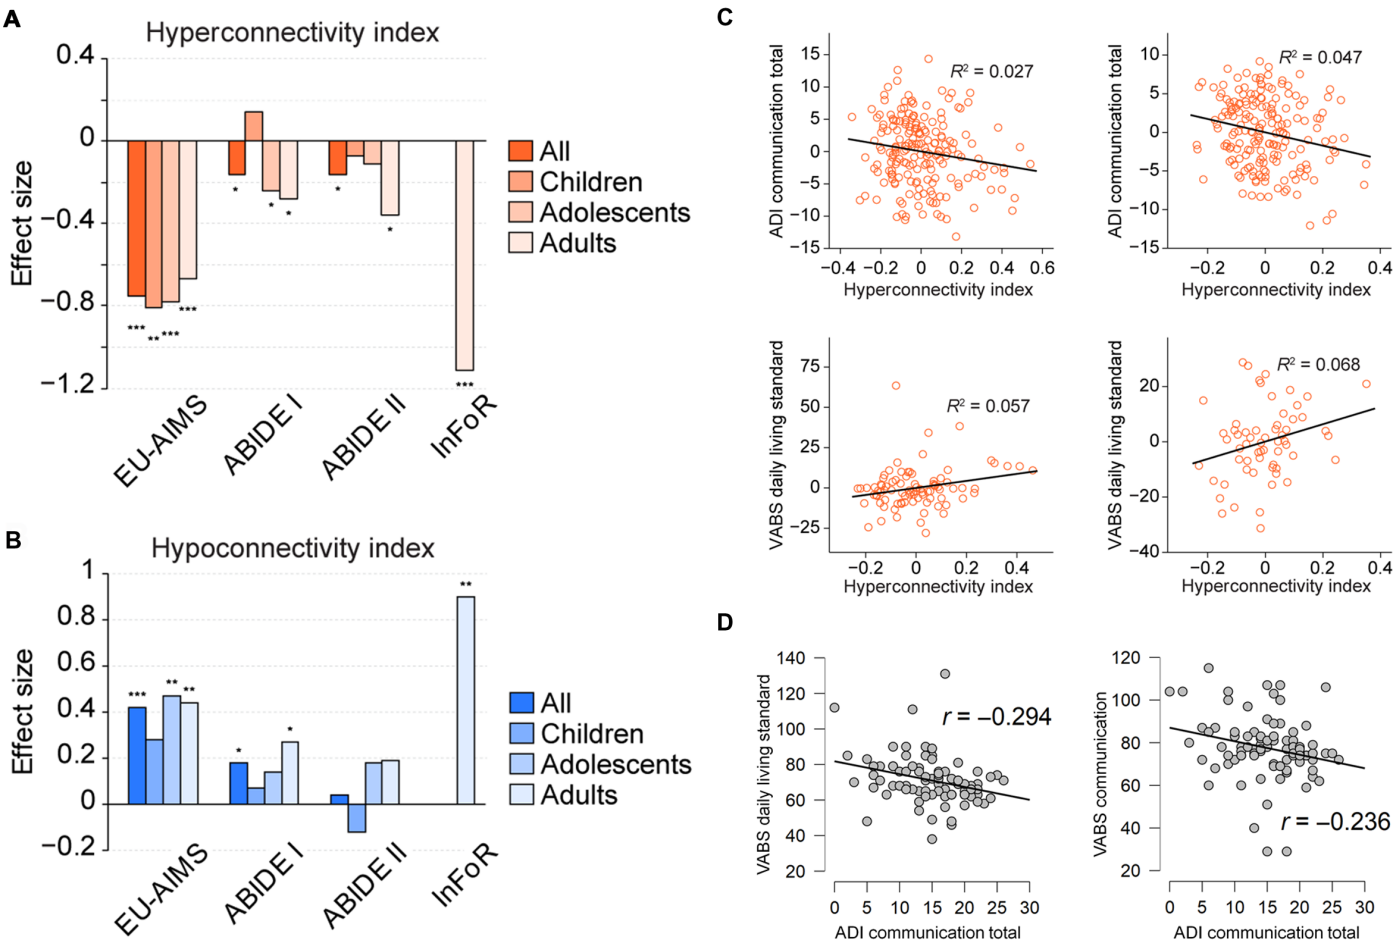 A
Hyperconnectivity index
0.4
0
−0.4
−0.8
−1.2
Effect size
*** ** *** ***
* * *
* *
***
EU-AIMS
ABIDE I
ABIDE II
InFoR
All
Children
Adolescents
Adults
B
Hypoconnectivity index
1
0.8
0.6
0.4
0.2
0
−0.2
Effect size
*** ** **
* *
**
EU-AIMS
ABIDE I
ABIDE II
InFoR
All
Children
Adolescents
Adults
C
ADI communication total
15
10
5
0
−5
−10
−15
R² = 0.027
−0.4 −0.2 0 0.2 0.4 0.6
Hyperconnectivity index
ADI communication total
10
5
0
−5
−10
−15
R² = 0.047
−0.2 0 0.2 0.4
Hyperconnectivity index
VABS daily living standard
75
50
25
0
−25
R² = 0.057
−0.2 0 0.2 0.4
Hyperconnectivity index
VABS daily living standard
20
0
−20
−40
R² = 0.068
−0.2 0 0.2 0.4
Hyperconnectivity index
D
VABS daily living standard
140
120
100
80
60
40
20
r = −0.294
0 5 10 15 20 25 30
ADI communication total
VABS communication
120
100
80
60
40
20
r = −0.236
0 5 10 15 20 25 30
ADI communication total